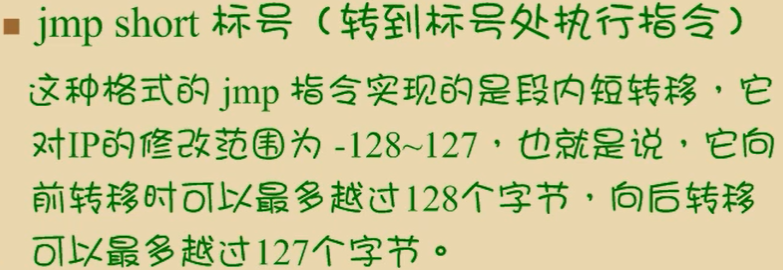 ■ jmp short 标号（转到标号处执行指令）
这种格式的 jmp 指令实现的是段内短转移，它
对IP的修改范围为 -128~127，也就是说，它向
前转移时可以最多越过128个字节，向后转移
可以最多越过127个字节。